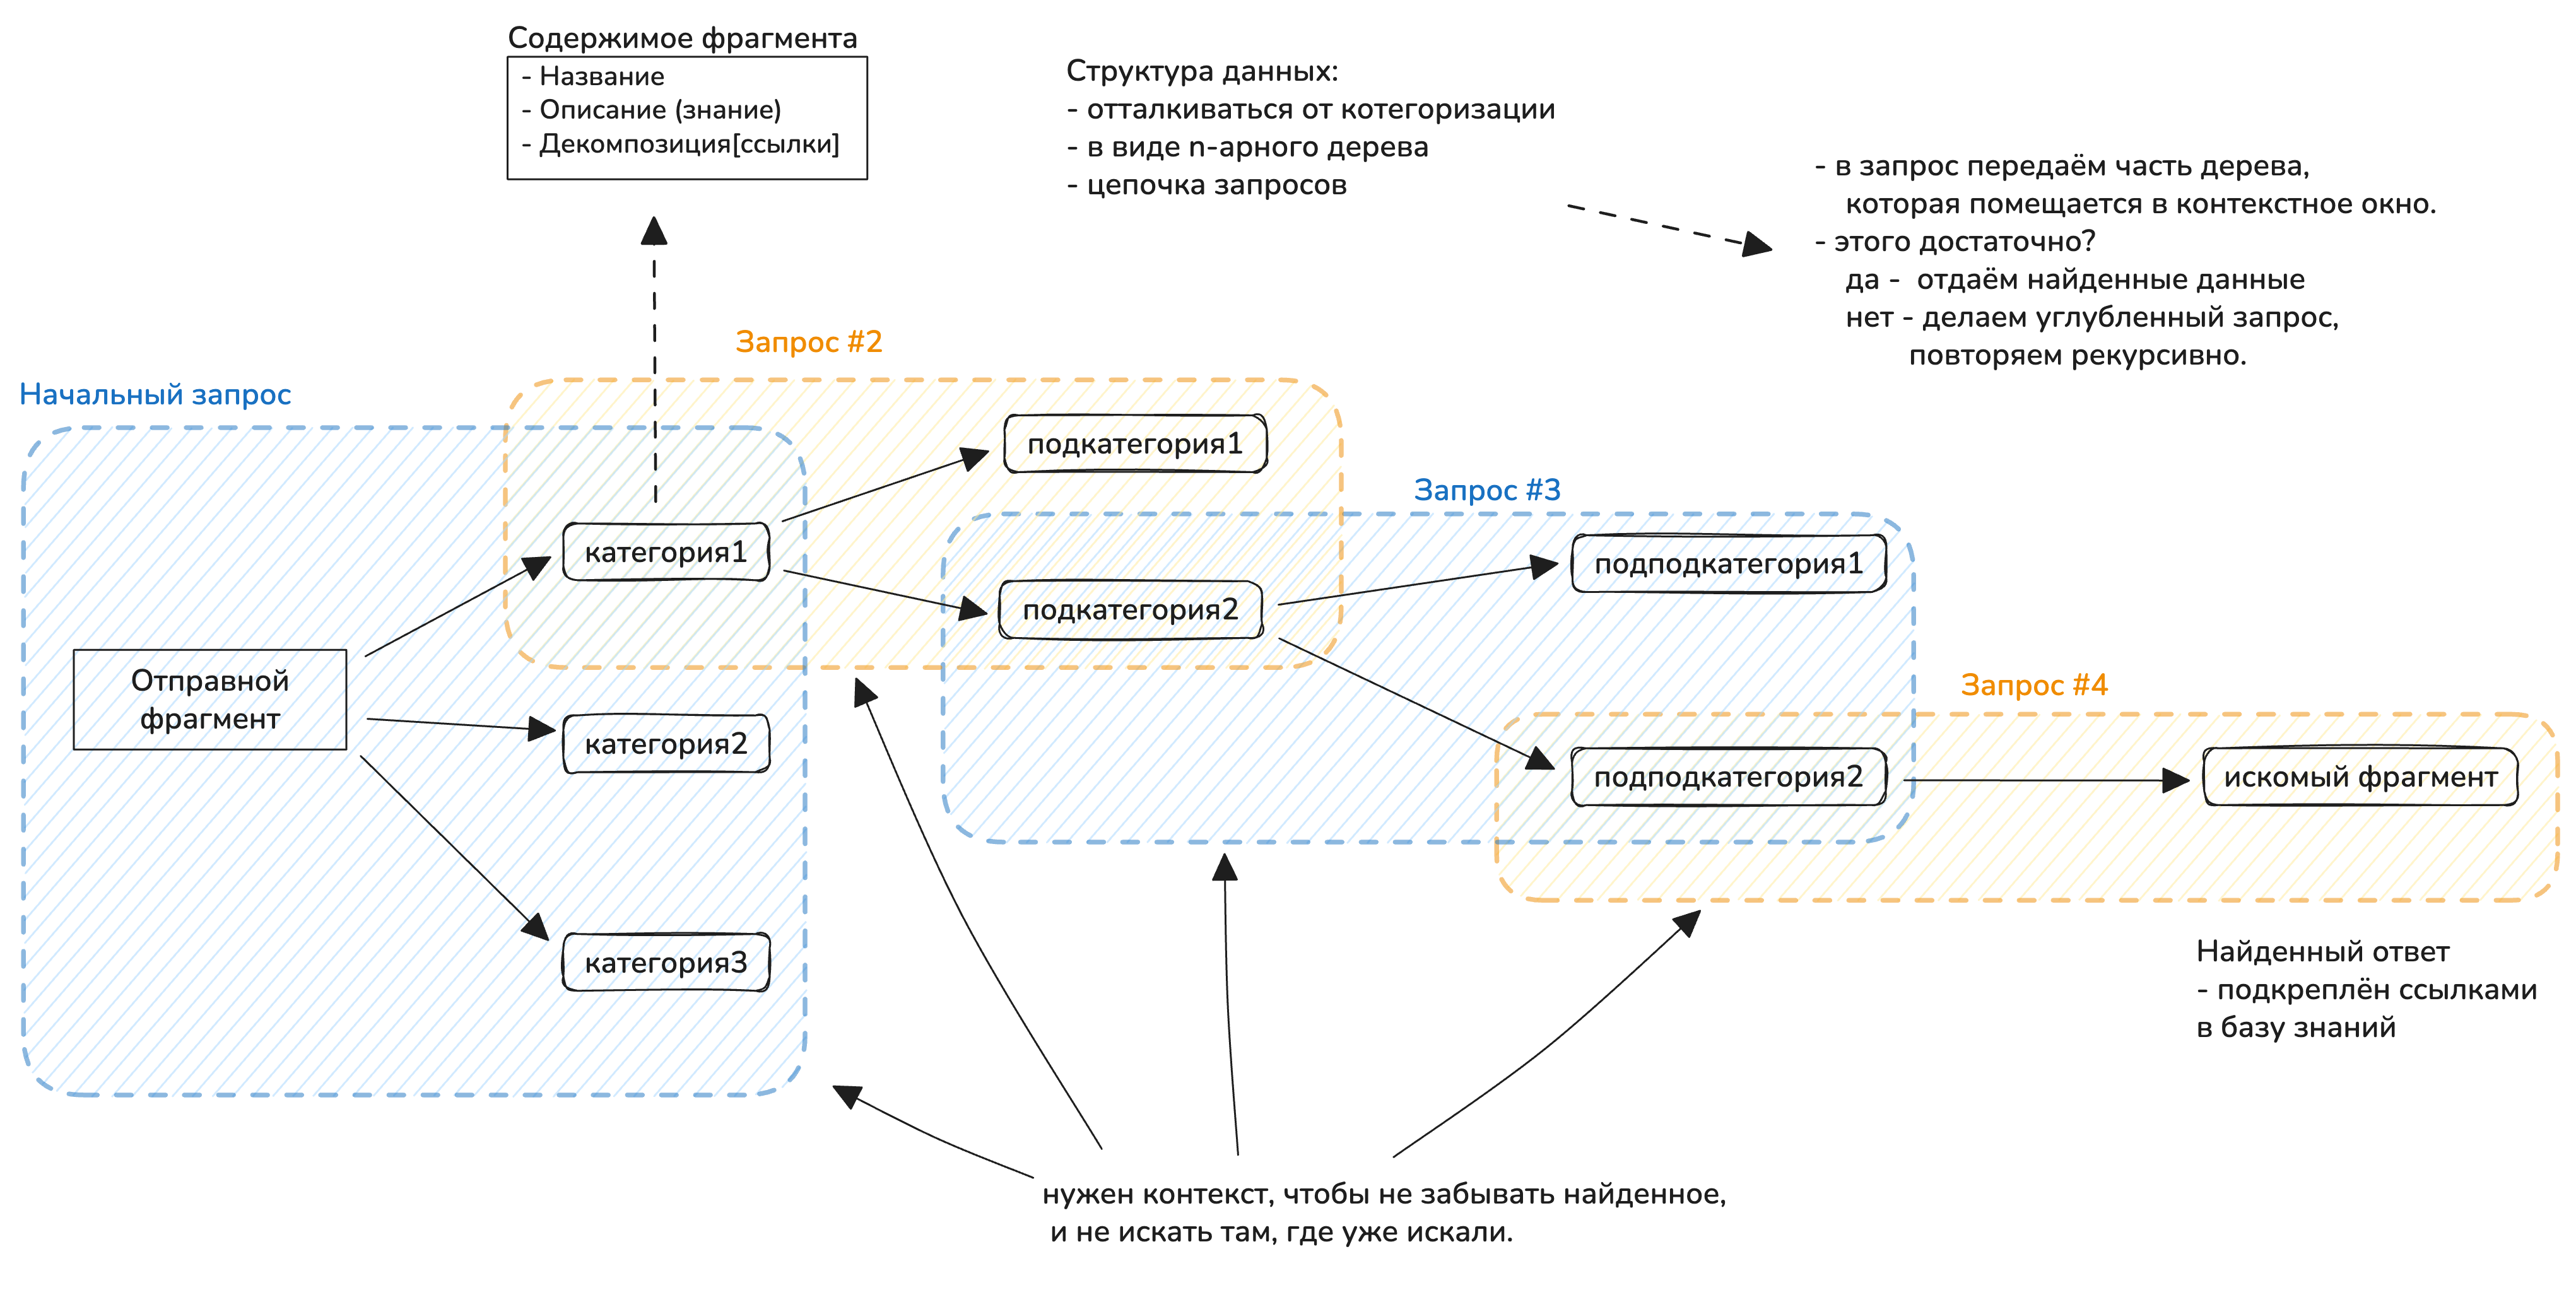 Содержимое фрагмента
- Название
- Описание (знание)
- Декомпозиция[ссылки]
Структура данных:
- отталкиваться от котегоризации
- в виде n-арного дерева
- цепочка запросов
- в запрос передаём часть дерева,
которая помещается в контекстное окно.
- этого достаточно?
да - отдаём найденные данные
нет - делаем углубленный запрос,
повторяем рекурсивно.
Начальный запрос
Запрос #2
Запрос #3
Запрос #4
Отправной
фрагмент
категория1
категория2
категория3
подкатегория1
подкатегория2
подподкатегория1
подподкатегория2
искомый фрагмент
Найденный ответ
- подкреплён ссылками
в базу знаний
нужен контекст, чтобы не забывать найденное,
и не искать там, где уже искали.